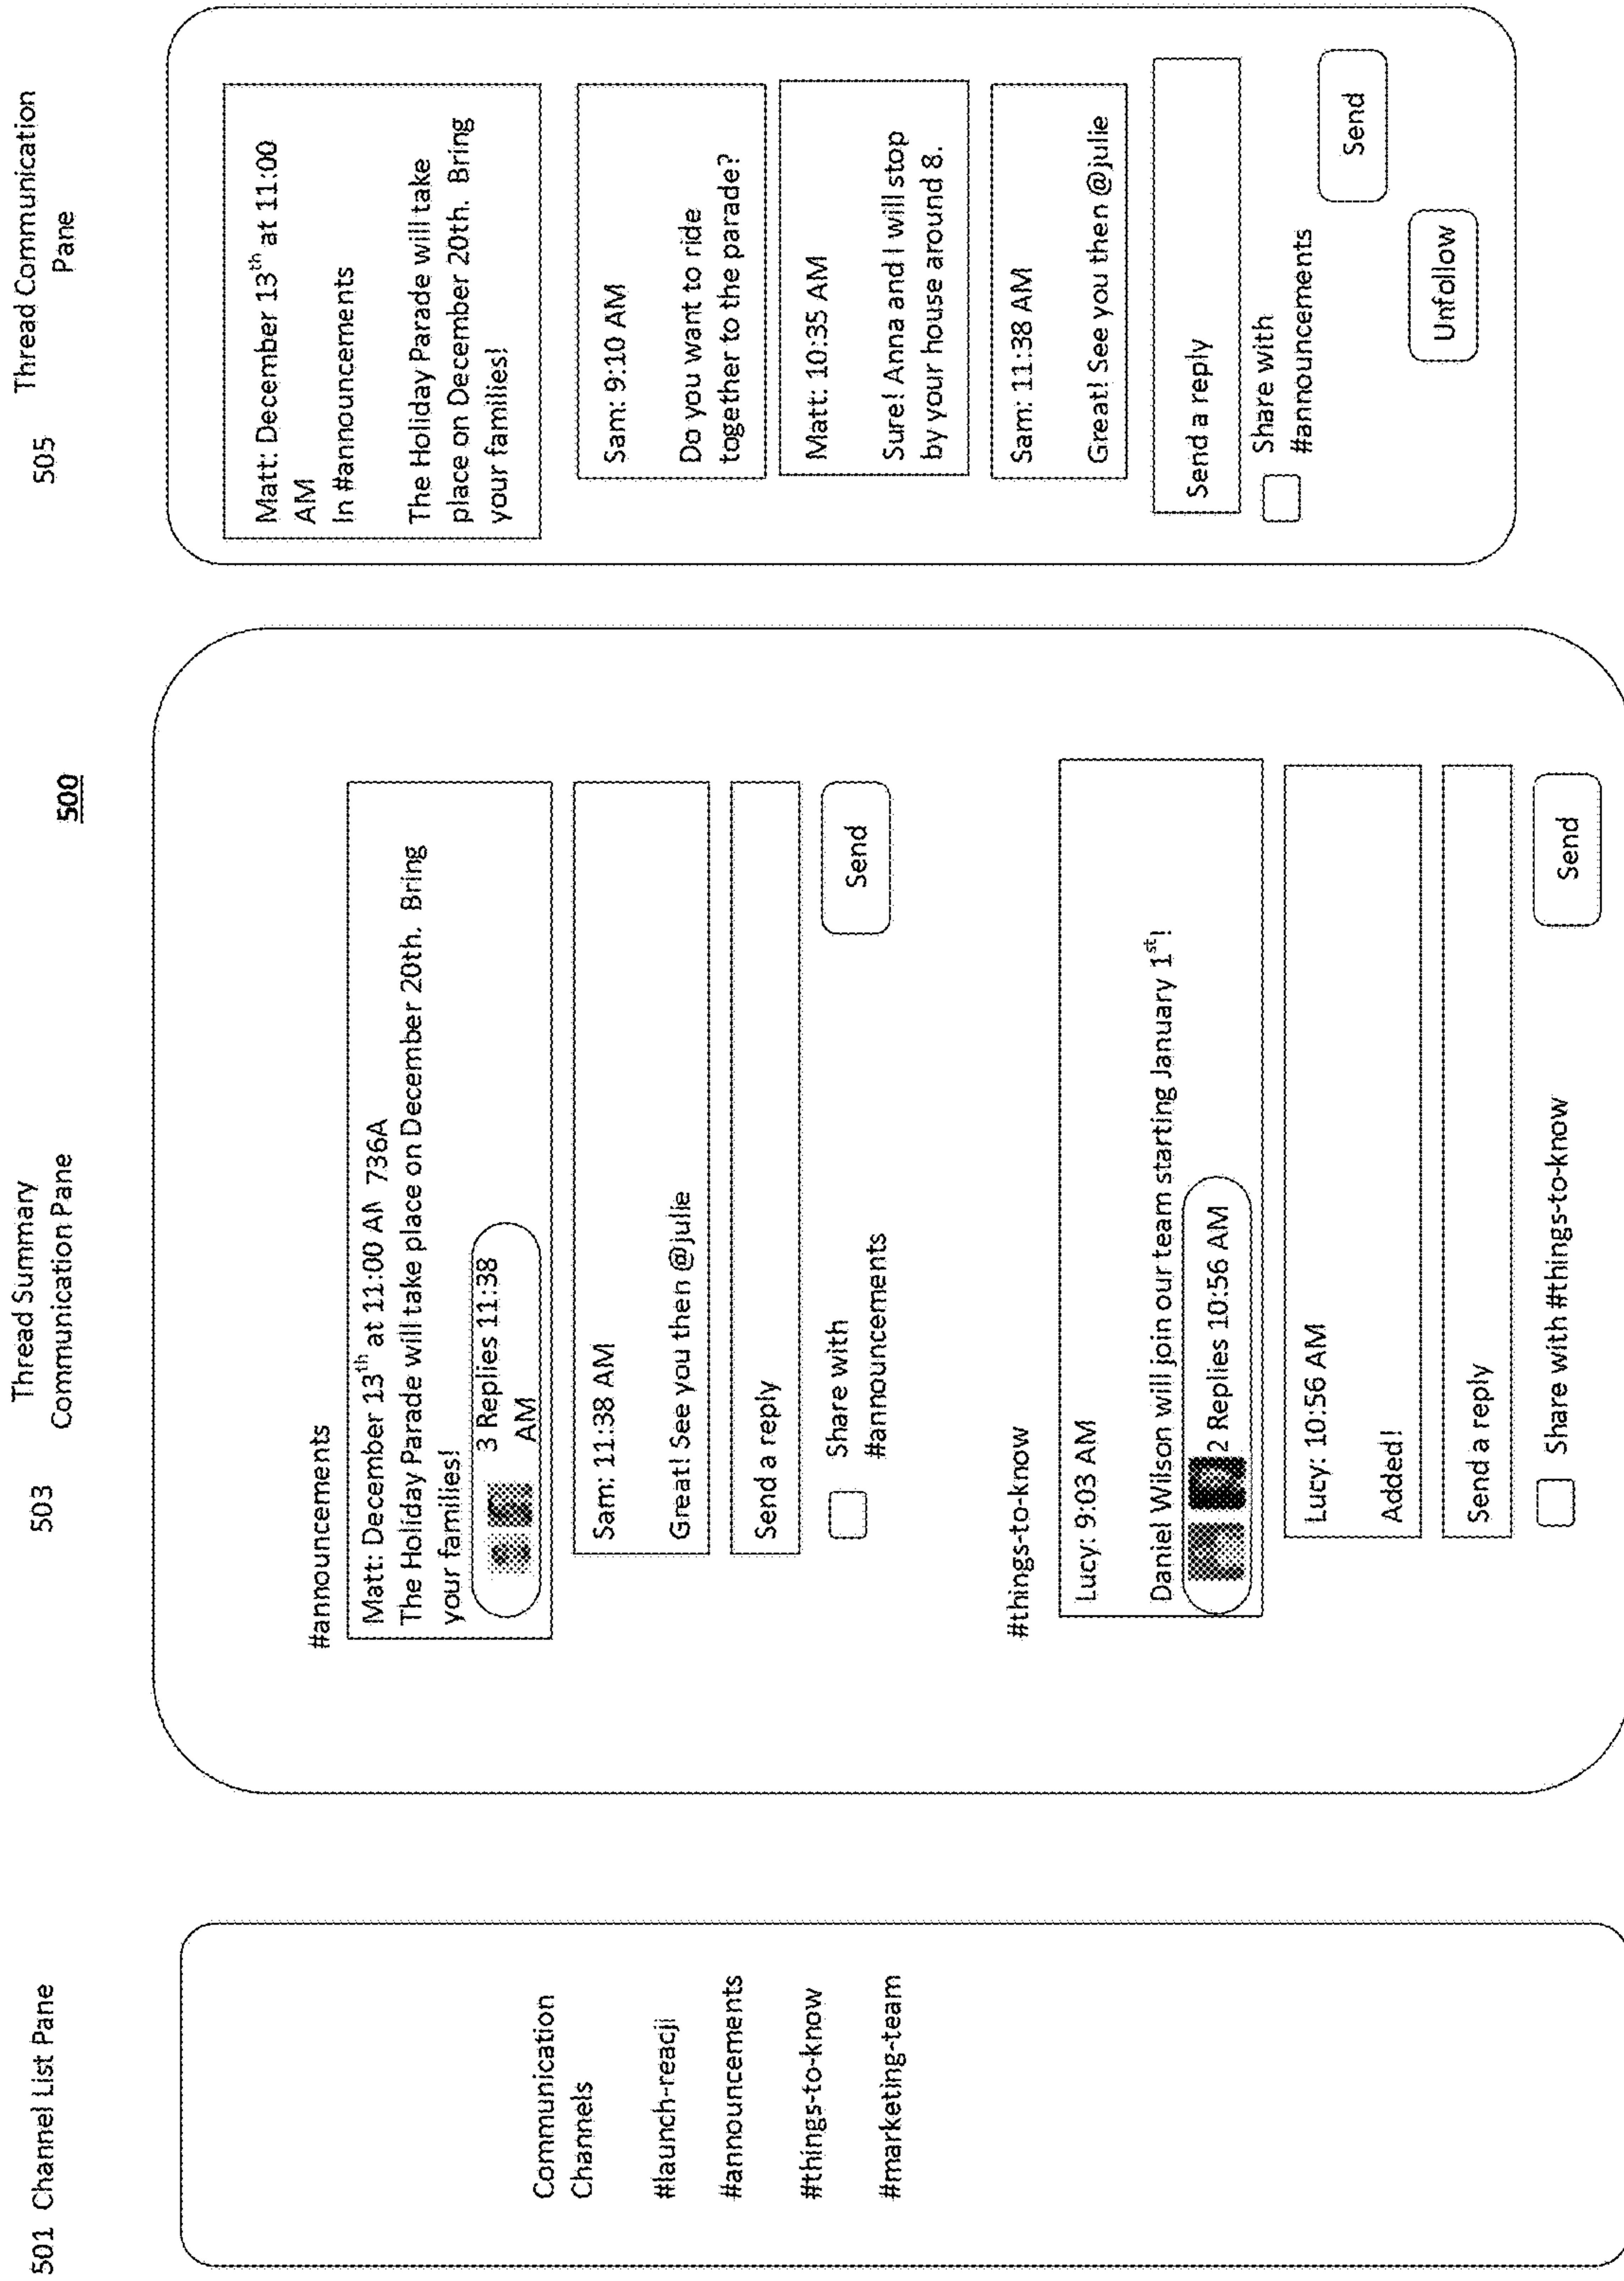 500
501 Channel List Pane
Communication
Channels
#launch-reacji
#announcements
#things-to-know
#marketing-team
503
Thread Summary
Communication Pane
#announcements
Matt: December 13th at 11:00 AM 736A
The Holiday Parade will take place on December 20th. Bring
your families!
3 Replies 11:38
AM
Sam: 11:38 AM
Great! See you then @julie
Send a reply
Share with
#announcements
Send
#things-to-know
Lucy: 9:03 AM
Daniel Wilson will join our team starting January 1st!
2 Replies 10:56 AM
Lucy: 10:56 AM
Added!
Send a reply
Share with #things-to-know
Send
505
Thread Communication
Pane
Matt: December 13th at 11:00
AM
In #announcements
The Holiday Parade will take
place on December 20th. Bring
your families!
Sam: 9:10 AM
Do you want to ride
together to the parade?
Matt: 10:35 AM
Sure! Anna and I will stop
by your house around 8.
Sam: 11:38 AM
Great! See you then @julie
Send a reply
Share with
#announcements
Send
Unfollow